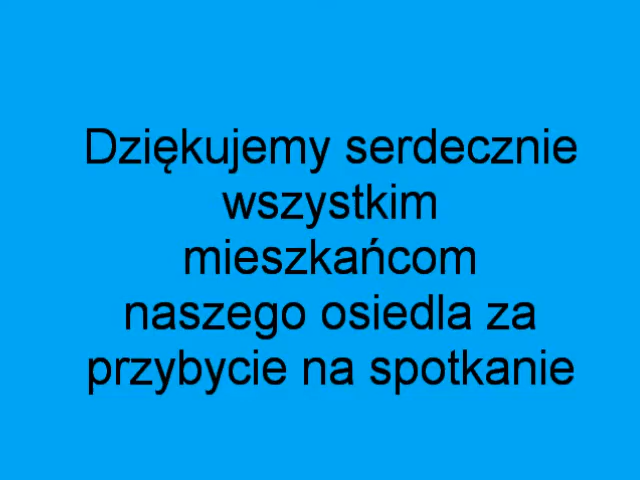 Dziękujemy serdecznie
wszystkim
mieszkańcom
naszego osiedla za
przybycie na spotkanie